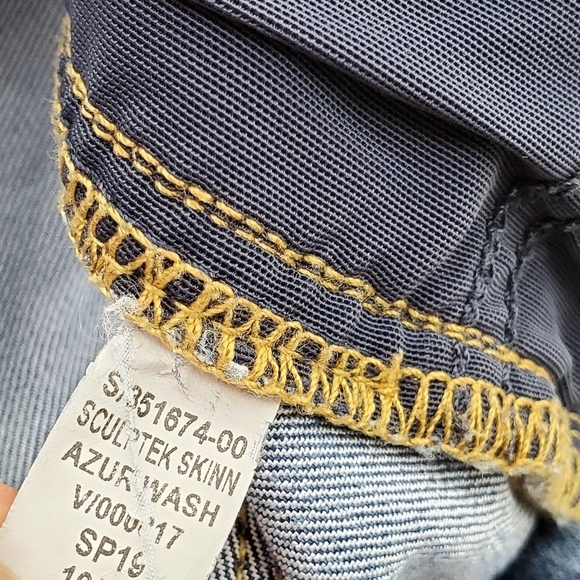 S/351674-00
SCULPTEK SKINN
AZUR WASH
SP19